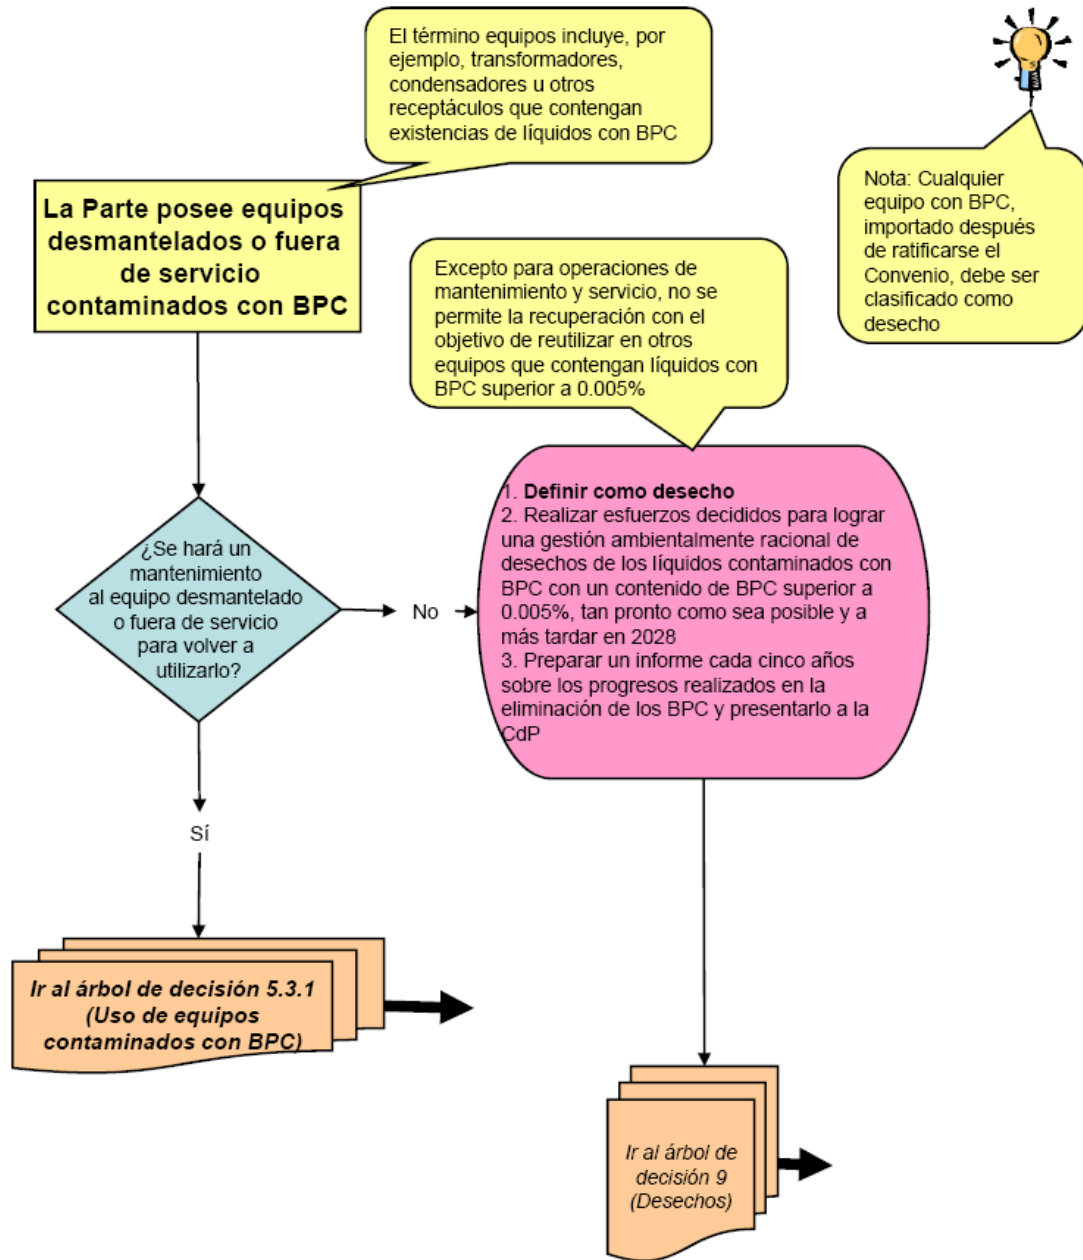 El término equipos incluye, por
ejemplo, transformadores,
condensadores u otros
receptáculos que contengan
existencias de líquidos con BPC
La Parte posee equipos
desmantelados o fuera
de servicio
contaminados con BPC
Nota: Cualquier
equipo con BPC,
importado después
de ratificarse el
Convenio, debe ser
clasificado como
desecho
Excepto para operaciones de
mantenimiento y servicio, no se
permite la recuperación con el
objetivo de reutilizar en otros
equipos que contengan líquidos con
BPC superior a 0.005%
¿Se hará un
mantenimiento
al equipo desmantelado
o fuera de servicio
para volver a
utilizarlo?
No
1. Definir como desecho
2. Realizar esfuerzos decididos para lograr
una gestión ambientalmente racional de
desechos de los líquidos contaminados con
BPC con un contenido de BPC superior a
0.005%, tan pronto como sea posible y a
más tardar en 2028
3. Preparar un informe cada cinco años
sobre los progresos realizados en la
eliminación de los BPC y presentarlo a la
CdP
Sí
Ir al árbol de decisión 5.3.1
(Uso de equipos
contaminados con BPC)
Ir al árbol de
decisión 9
(Desechos)